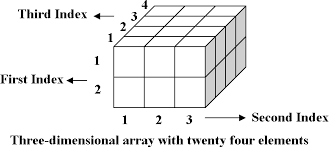 Third Index
4
3
2
1
1
First Index
2
1 2 3
Second Index
Three-dimensional array with twenty four elements